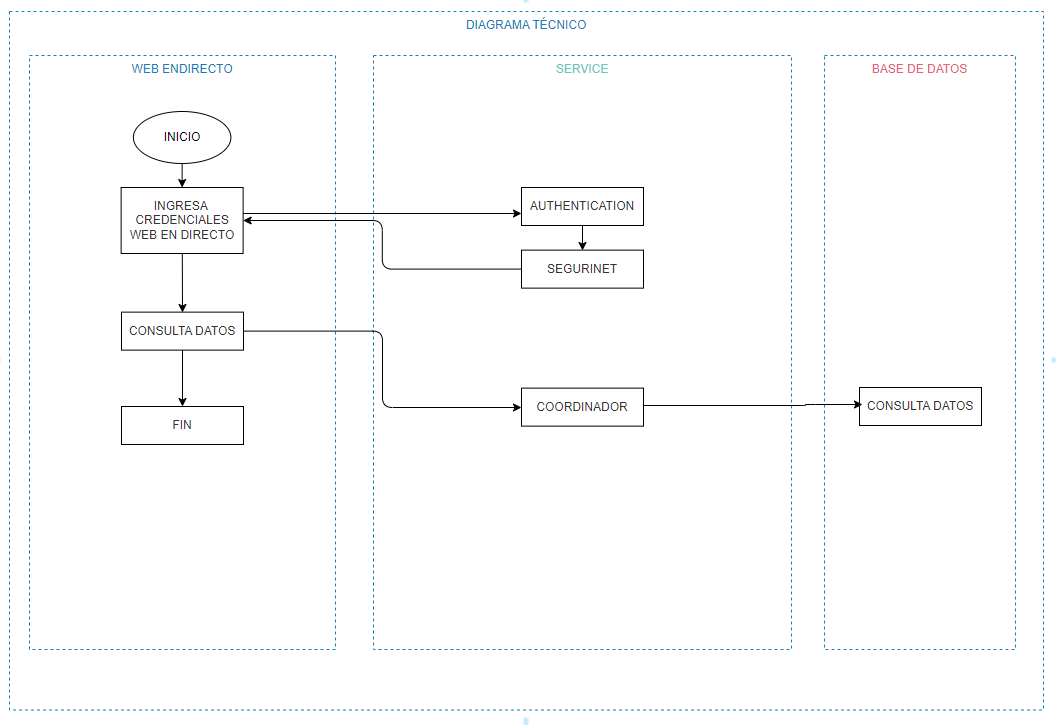 DIAGRAMA TÉCNICO
WEB ENDIRECTO
SERVICE
BASE DE DATOS
INICIO
INGRESA
CREDENCIALES
WEB EN DIRECTO
AUTHENTICATION
SEGURINET
CONSULTA DATOS
COORDINADOR
CONSULTA DATOS
FIN